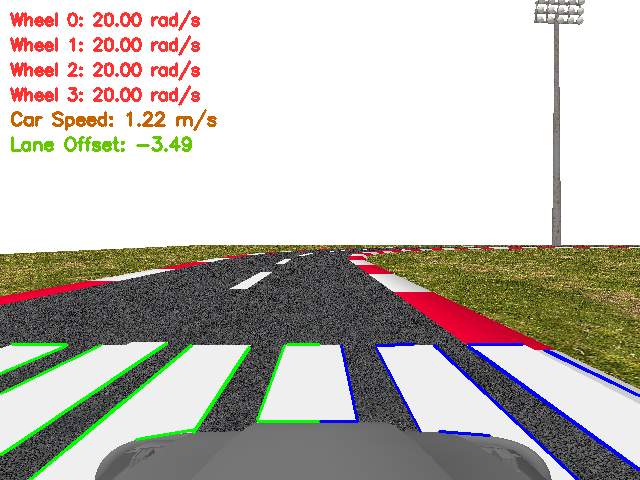 Wheel 0: 20.00 rad/s
Wheel 1: 20.00 rad/s
Wheel 2: 20.00 rad/s
Wheel 3: 20.00 rad/s
Car Speed: 1.22 m/s
Lane Offset: -3.49